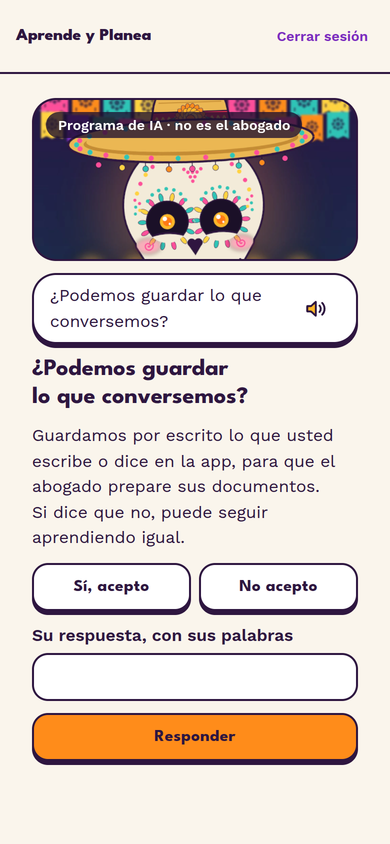 Aprende y Planea
Cerrar sesión
Programa de IA · no es el abogado
¿Podemos guardar lo que
conversemos?
¿Podemos guardar
lo que conversemos?
Guardamos por escrito lo que usted
escribe o dice en la app, para que el
abogado prepare sus documentos.
Si dice que no, puede seguir
aprendiendo igual.
Sí, acepto
No acepto
Su respuesta, con sus palabras
Responder